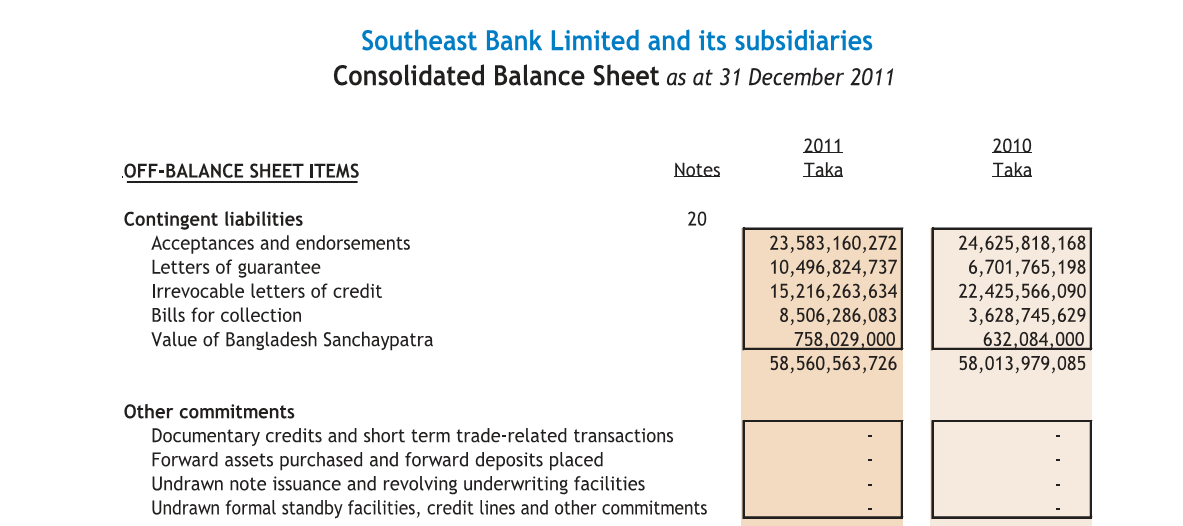 Southeast Bank Limited and its subsidiaries
Consolidated Balance Sheet as at 31 December 2011
2011 2010
OFF-BALANCE SHEET ITEMS Notes Taka Taka
Contingent liabilities 20
Acceptances and endorsements 23,583,160,272 24,625,818,168
Letters of guarantee 10,496,824,737 6,701,765,198
Irrevocable letters of credit 15,216,263,634 22,425,566,090
Bills for collection 8,506,286,083 3,628,745,629
Value of Bangladesh Sanchaypatra 758,029,000 632,084,000
58,560,563,726 58,013,979,085
Other commitments
Documentary credits and short term trade-related transactions - -
Forward assets purchased and forward deposits placed - -
Undrawn note issuance and revolving underwriting facilities - -
Undrawn formal standby facilities, credit lines and other commitments - -